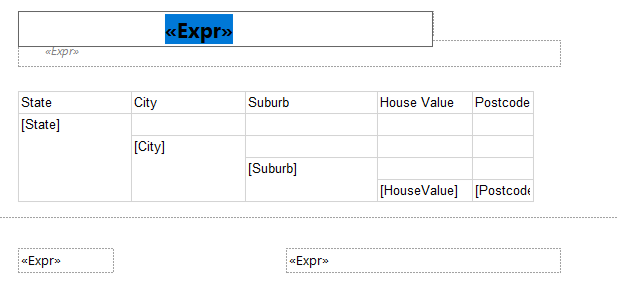 «Expr»
«Expr»
State City Suburb House Value Postcode
[State]
[City]
[Suburb]
[HouseValue] [Postcode
«Expr» «Expr»